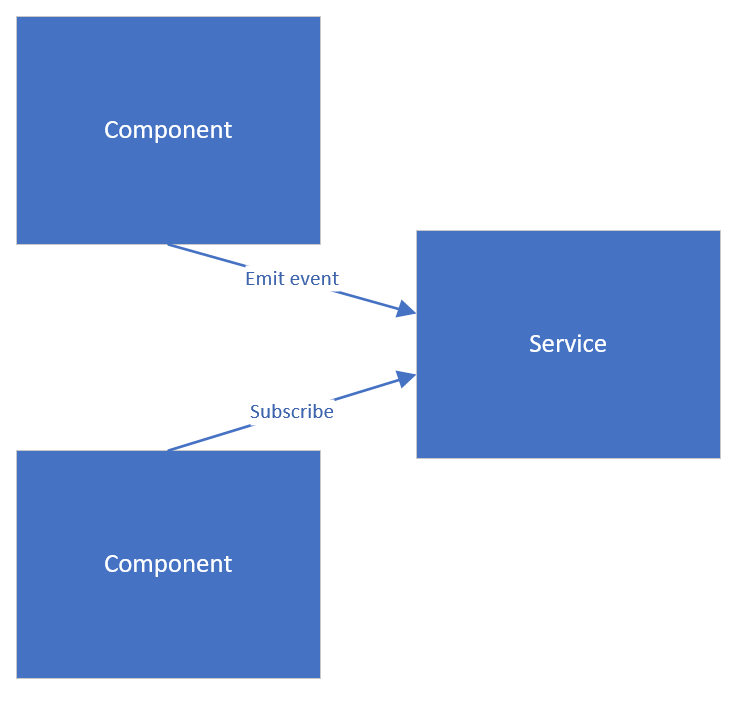 Component
Emit event
Service
Subscribe
Component